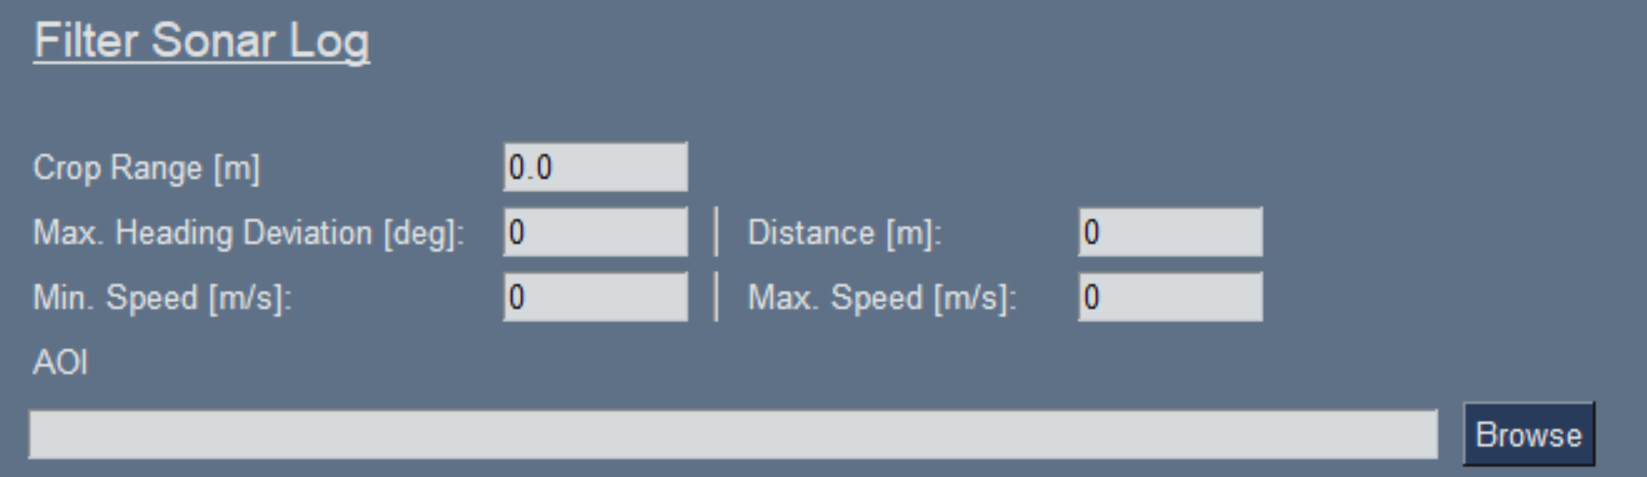 Filter Sonar Log
Crop Range [m] 0.0
Max. Heading Deviation [deg]: 0 Distance [m]: 0
Min. Speed [m/s]: 0 Max. Speed [m/s]: 0
AOI
Browse